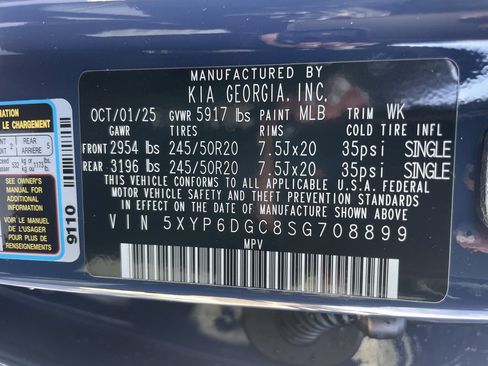 MANUFACTURED BY
KIA GEORGIA, INC.
OCT/01/25 GVWR 5917 lbs PAINT MLB TRIM WK
GAWR TIRES RIMS COLD TIRE INFL
FRONT 2954 lbs 245/50R20 7.5Jx20 35psi SINGLE
REAR 3196 lbs 245/50R20 7.5Jx20 35psi SINGLE
THIS VEHICLE CONFORMS TO ALL APPLICABLE U.S.A. FEDERAL
MOTOR VEHICLE SAFETY AND THEFT PREVENTION STANDARDS
IN EFFECT ON THE DATE OF MANUFACTURE SHOWN ABOVE
VIN 5XYP6DGC8SG708899
MPV
LE CHARGEMENT
2 REAR 5
ARRIERE
SEE OWNER'S
MANUAL FOR
ADDITIONAL
INFORMATION
VOIR LE MANUEL
DE L'USAGER
POUR PLUS DE
RENSEIGNEMENTS
9110